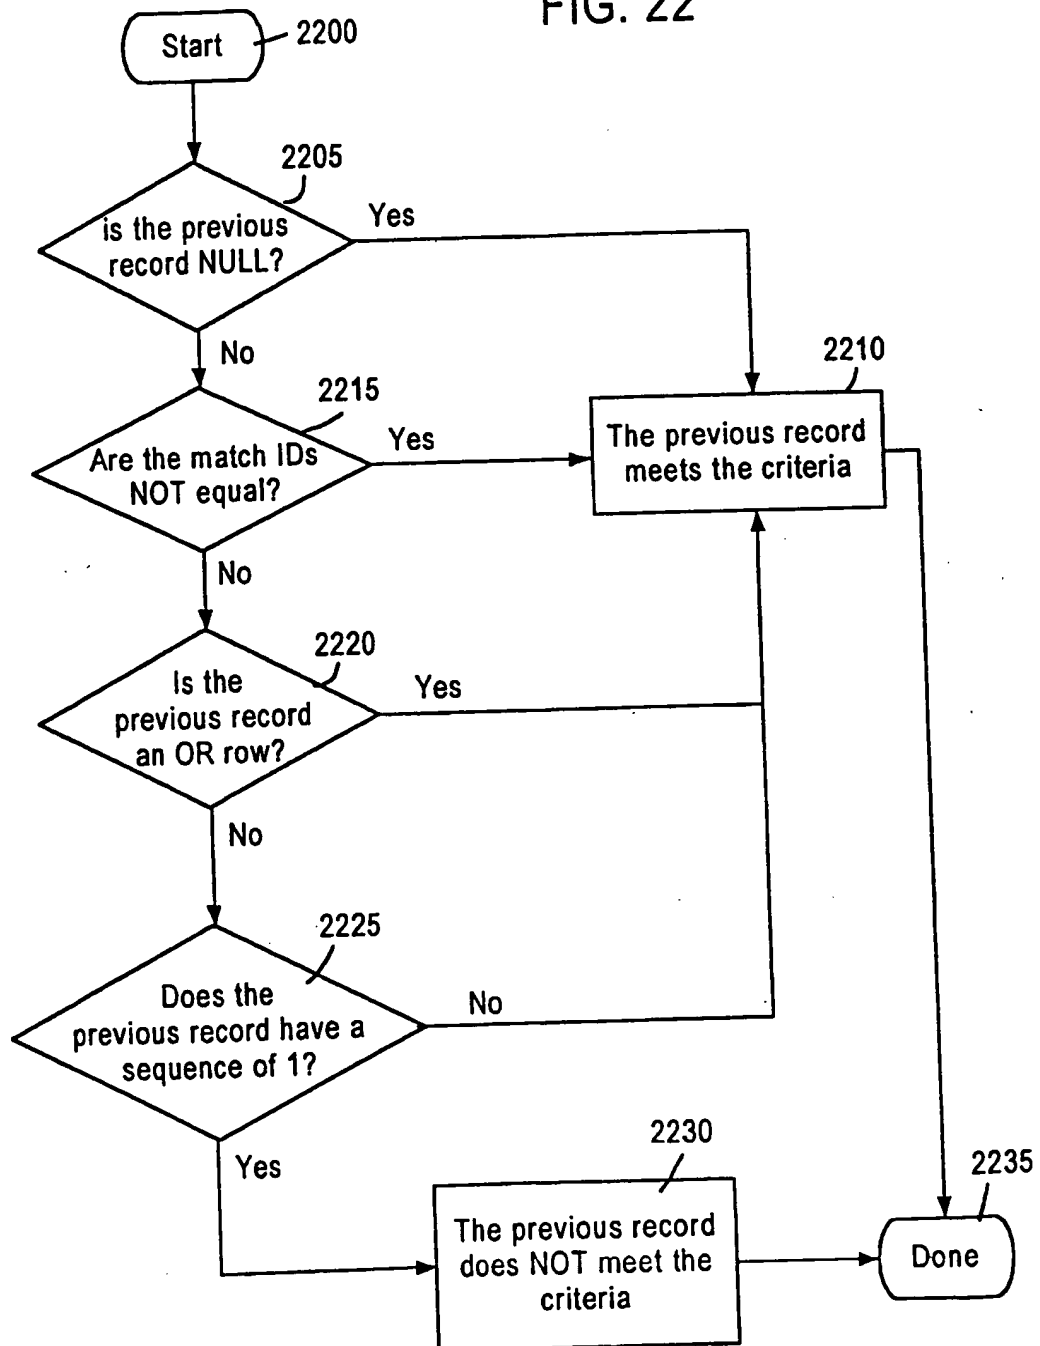 FIG. 22
Start
2200
2205
is the previous
record NULL?
Yes
No
2210
The previous record
meets the criteria
2215
Are the match IDs
NOT equal?
Yes
No
2220
Is the
previous record
an OR row?
Yes
No
2225
Does the
previous record have a
sequence of 1?
No
Yes
2230
The previous record
does NOT meet the
criteria
2235
Done